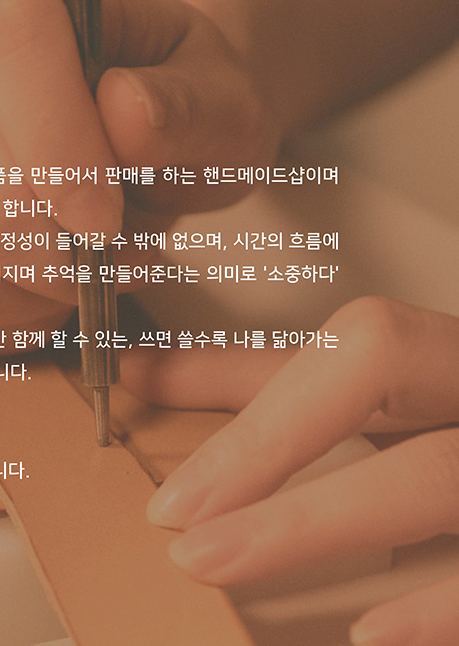 품을 만들어서 판매를 하는 핸드메이드샵이며
합니다.
정성이 들어갈 수 밖에 없으며, 시간의 흐름에
지며 추억을 만들어준다는 의미로 '소중하다'
함께 할 수 있는, 쓰면 쓸수록 나를 닮아가는
니다.
니다.